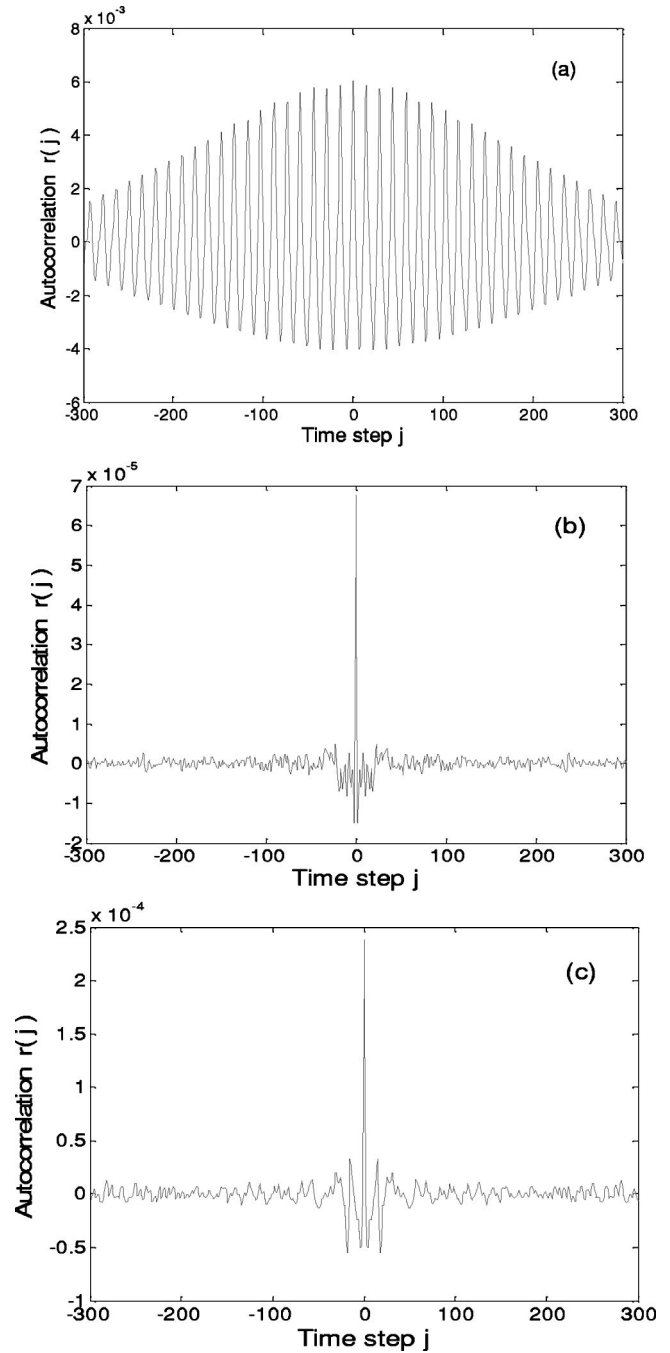 x 10⁻³
8
6
4
2
0
-2
-4
-6
(a)
Autocorrelation r(j)
-300 -200 -100 0 100 200 300
Time step j
x 10⁻⁵
7
6
5
4
3
2
1
0
-1
-2
(b)
Autocorrelation r(j)
-300 -200 -100 0 100 200 300
Time step j
x 10⁻⁴
2.5
2
1.5
1
0.5
0
-0.5
-1
(c)
Autocorrelation r(j)
-300 -200 -100 0 100 200 300
Time step j